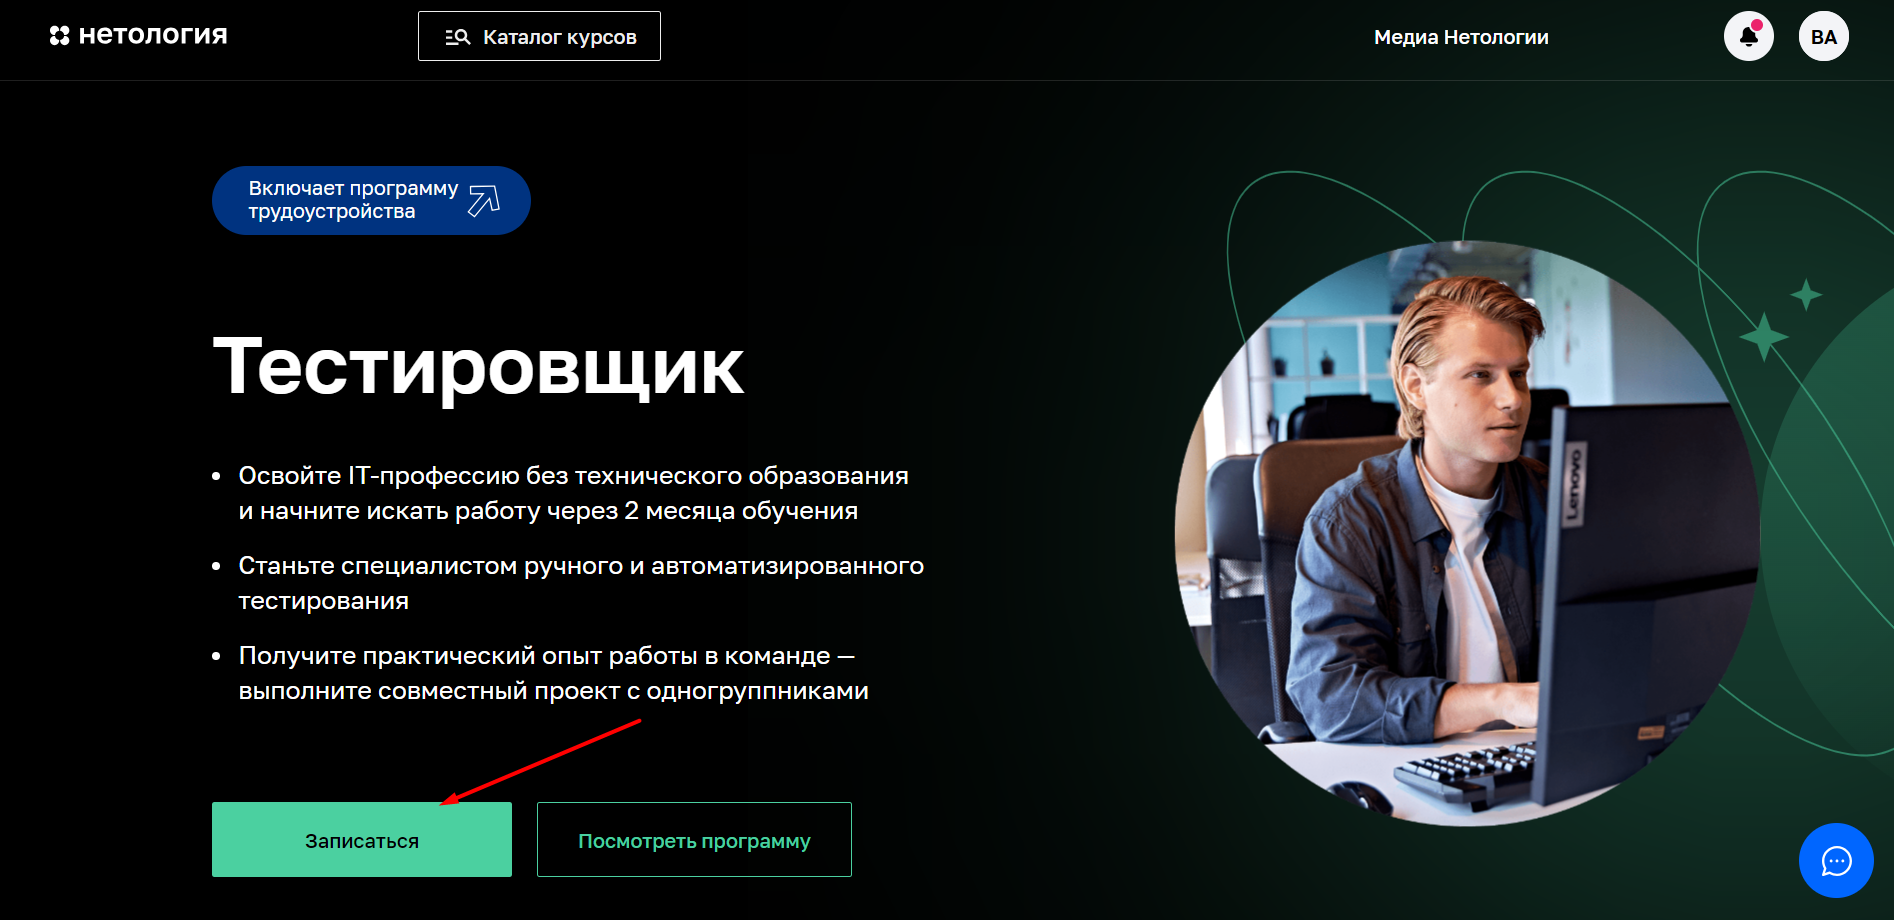 нетология
Каталог курсов
Медиа Нетологии
ВА
Включает программу
трудоустройства
Тестировщик
• Освойте IT-профессию без технического образования
и начните искать работу через 2 месяца обучения
• Станьте специалистом ручного и автоматизированного
тестирования
• Получите практический опыт работы в команде —
выполните совместный проект с одногруппниками
Lenovo
Записаться
Посмотреть программу